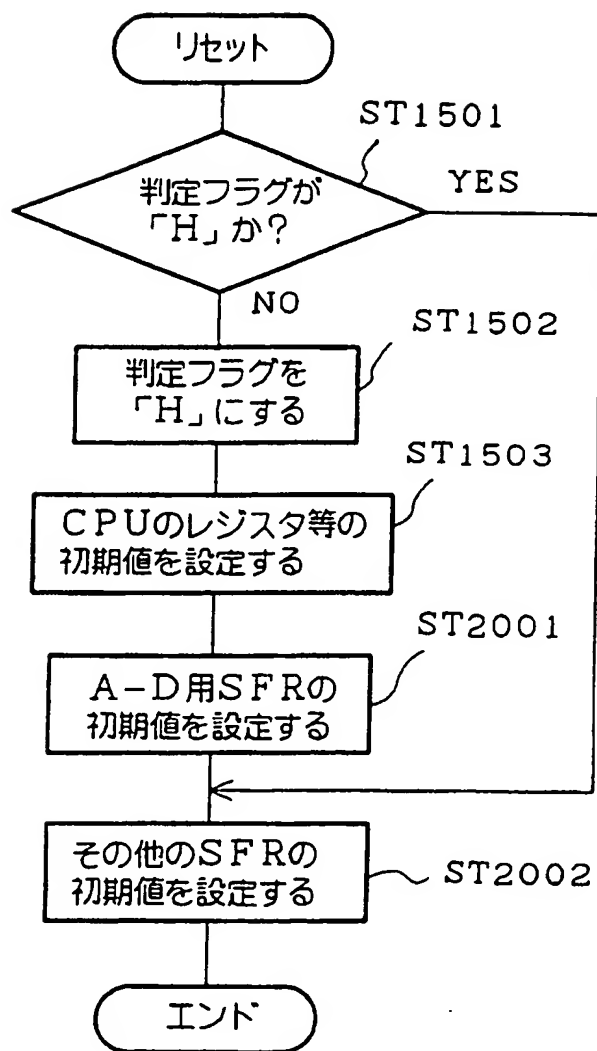 リセット
ST1501
判定フラグが
「H」か?
YES
NO
ST1502
判定フラグを
「H」にする
ST1503
CPUのレジスタ等の
初期値を設定する
ST2001
A-D用SFRの
初期値を設定する
その他のSFRの
初期値を設定する
ST2002
エンド